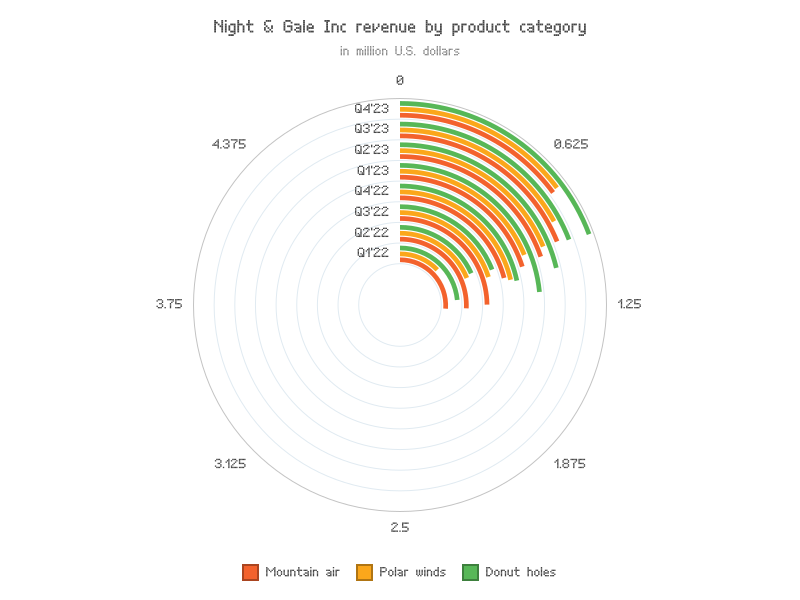 Night & Gale Inc revenue by product category
in million U.S. dollars
0
0.625
1.25
1.875
2.5
3.125
3.75
4.375
Q4'23
Q3'23
Q2'23
Q1'23
Q4'22
Q3'22
Q2'22
Q1'22
Mountain air
Polar winds
Donut holes